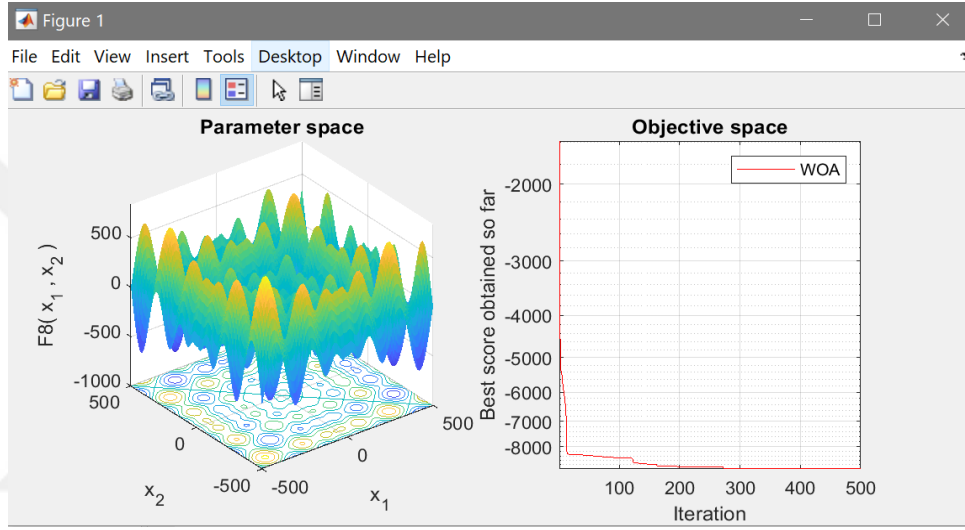 Figure 1
File Edit View Insert Tools Desktop Window Help
Parameter space
500
0
-500
-1000
F8( x1 , x2 )
500
0
-500
x2
-500
0
500
x1
Objective space
WOA
-2000
-3000
-4000
-5000
-6000
-7000
-8000
Best score obtained so far
100 200 300 400 500
Iteration